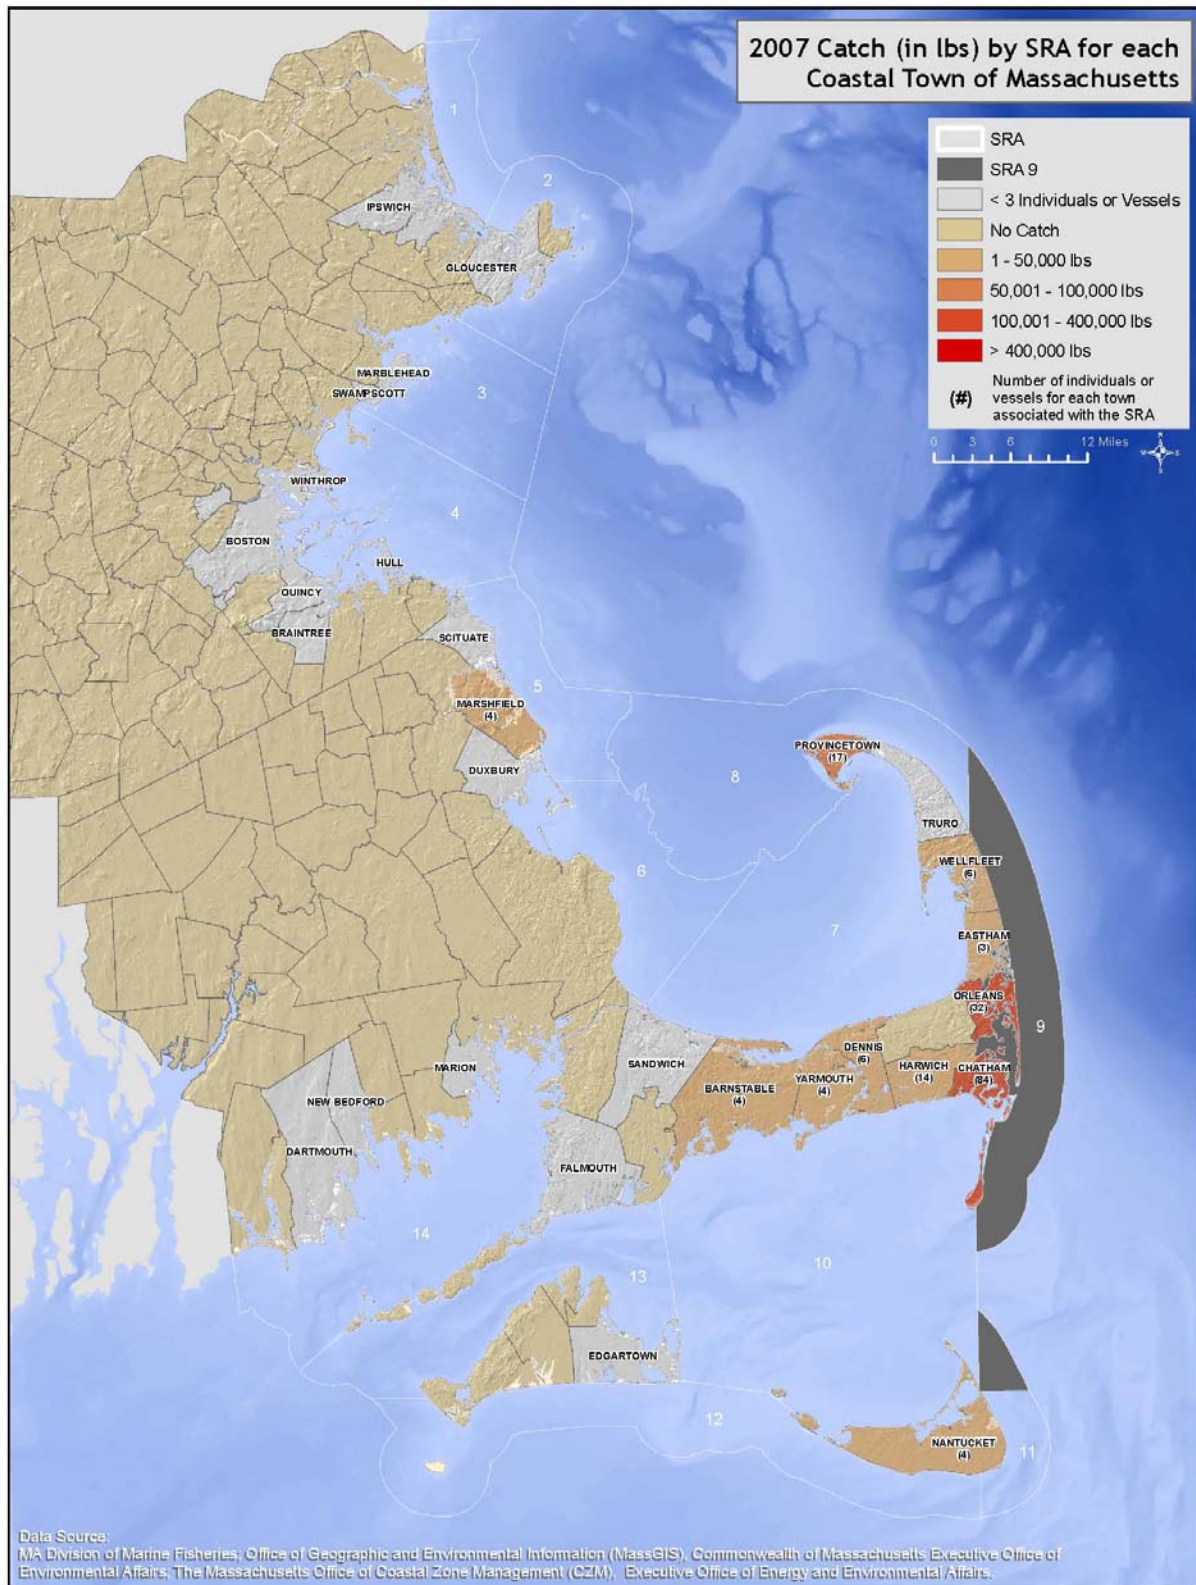 2007 Catch (in lbs) by SRA for each
Coastal Town of Massachusetts
SRA
SRA 9
< 3 Individuals or Vessels
No Catch
1 - 50,000 lbs
50,001 - 100,000 lbs
100,001 - 400,000 lbs
> 400,000 lbs
(#) Number of individuals or
vessels for each town
associated with the SRA
0 3 6 12 Miles
N
W E
S
1
2
IPSWICH
GLOUCESTER
MARBLEHEAD
3
SWAMPSCOTT
WINTHROP
4
BOSTON
HULL
QUINCY
BRAINTREE
SCITUATE
5
MARSHFIELD
(4)
PROVINCETOWN
(17)
DUXBURY
8
TRURO
WELLFLEET
6
7
EASTHAM
(3)
ORLEANS
(32)
9
DENNIS
(6)
SANDWICH
MARION
HARWICH
(14)
CHATHAM
(84)
YARMOUTH
(4)
BARNSTABLE
(4)
NEW BEDFORD
DARTMOUTH
FALMOUTH
14
10
13
EDGARTOWN
12
NANTUCKET
(4)
11
Data Source:
MA Division of Marine Fisheries, Office of Geographic and Environmental Information (MassGIS), Commonwealth of Massachusetts Executive Office of
Environmental Affairs, The Massachusetts Office of Coastal Zone Management (CZM), Executive Office of Energy and Environmental Affairs.